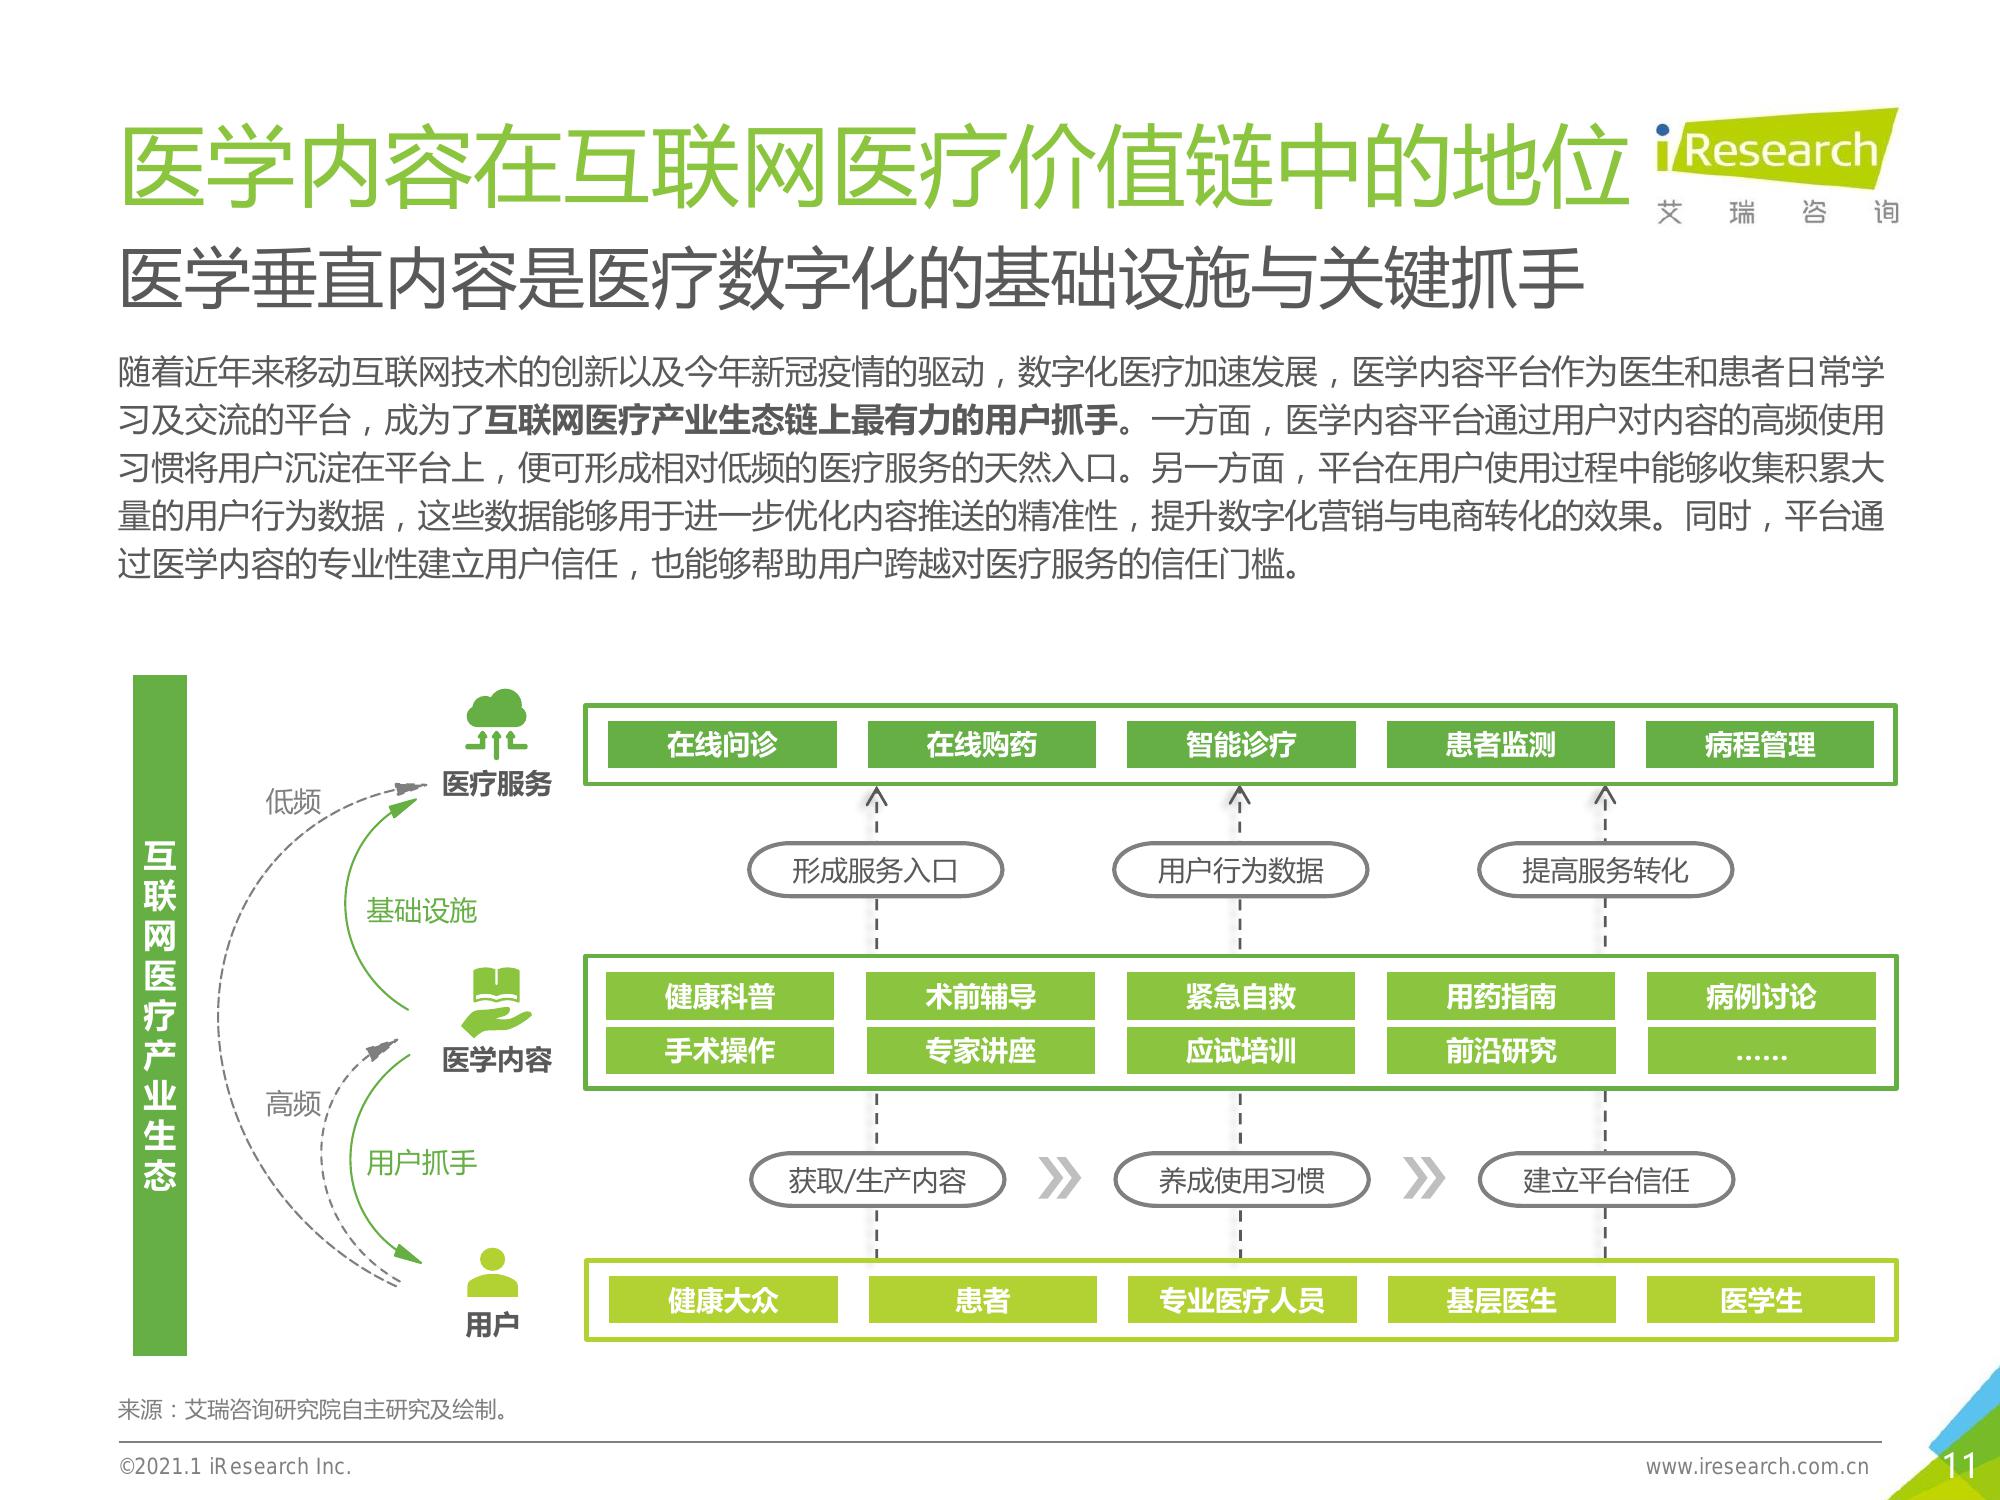 医学内容在互联网医疗价值链中的地位
iResearch
艾瑞咨询
医学垂直内容是医疗数字化的基础设施与关键抓手
随着近年来移动互联网技术的创新以及今年新冠疫情的驱动，数字化医疗加速发展，医学内容平台作为医生和患者日常学
习及交流的平台，成为了互联网医疗产业生态链上最有力的用户抓手。一方面，医学内容平台通过用户对内容的高频使用
习惯将用户沉淀在平台上，便可形成相对低频的医疗服务的天然入口。另一方面，平台在用户使用过程中能够收集积累大
量的用户行为数据，这些数据能够用于进一步优化内容推送的精准性，提升数字化营销与电商转化的效果。同时，平台通
过医学内容的专业性建立用户信任，也能够帮助用户跨越对医疗服务的信任门槛。
互联网医疗产业生态
低频
基础设施
高频
用户抓手
医疗服务
在线问诊 在线购药 智能诊疗 患者监测 病程管理
形成服务入口 用户行为数据 提高服务转化
医学内容
健康科普 术前辅导 紧急自救 用药指南 病例讨论
手术操作 专家讲座 应试培训 前沿研究 ……
获取/生产内容 养成使用习惯 建立平台信任
用户
健康大众 患者 专业医疗人员 基层医生 医学生
来源：艾瑞咨询研究院自主研究及绘制。
©2021.1 iResearch Inc.
www.iresearch.com.cn
11